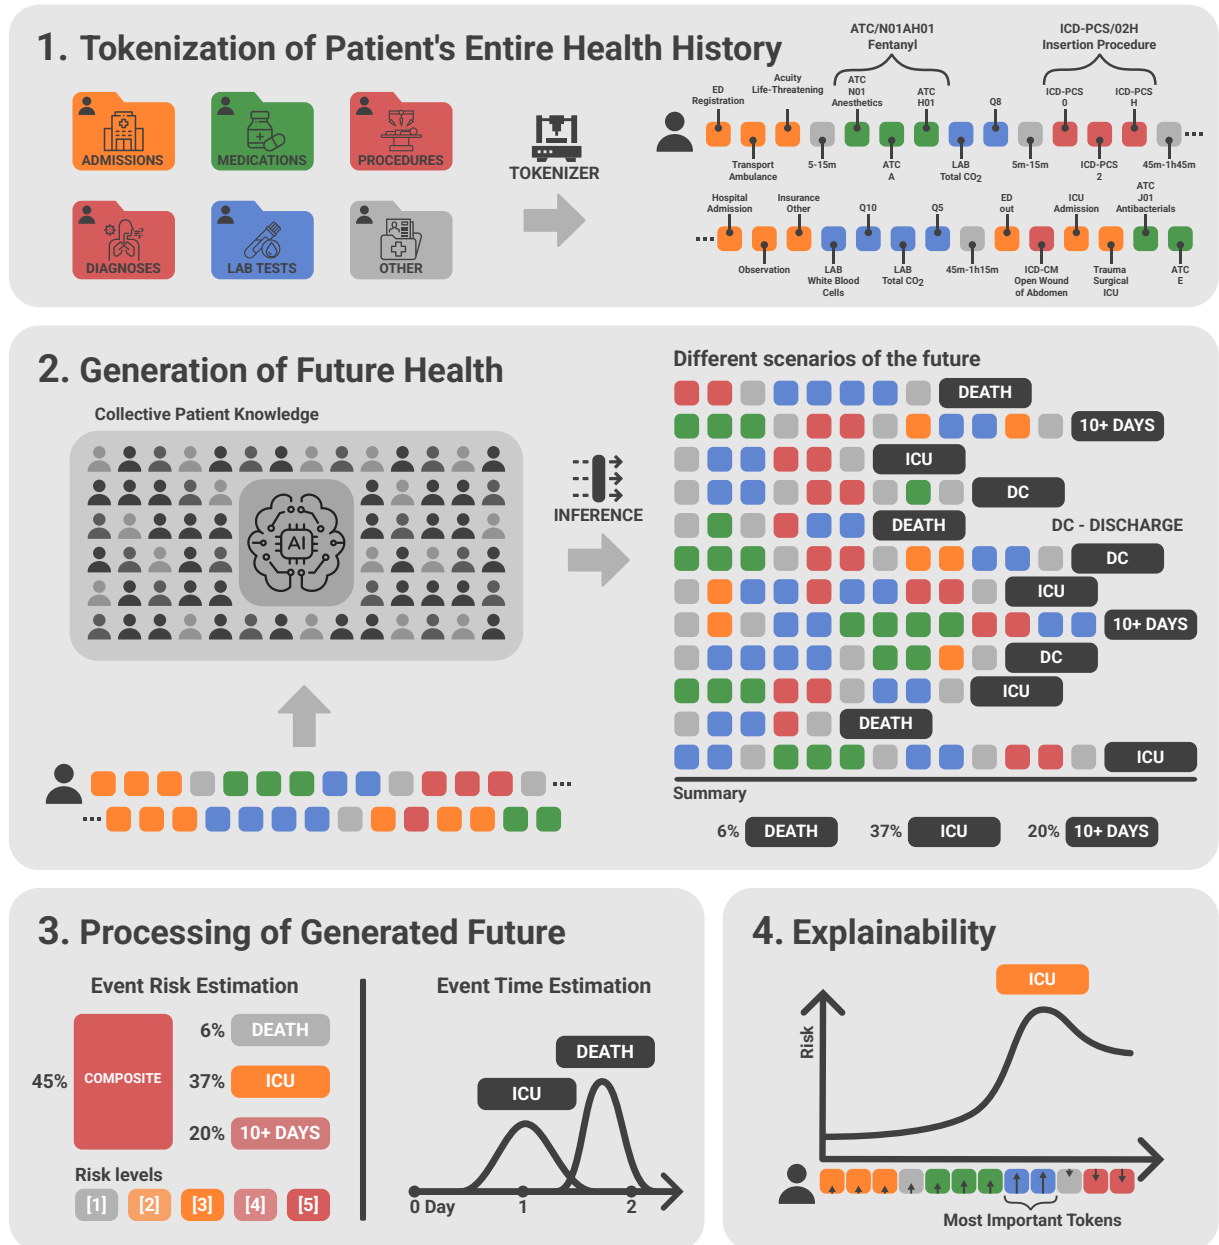 1. Tokenization of Patient's Entire Health History
ADMISSIONS
MEDICATIONS
PROCEDURES
DIAGNOSES
LAB TESTS
OTHER
TOKENIZER
ATC/N01AH01
Fentanyl
ICD-PCS/02H
Insertion Procedure
ED
Registration
Acuity
Life-Threatening
ATC
N01
Anesthetics
ATC
H01
Q8
ICD-PCS
0
ICD-PCS
H
Transport
Ambulance
5-15m
ATC
A
LAB
Total CO2
5m-15m
ICD-PCS
2
45m-1h45m
Hospital
Admission
Insurance
Other
Q10
Q5
ED
out
ICU
Admission
ATC
J01
Antibacterials
Observation
LAB
White Blood
Cells
LAB
Total CO2
45m-1h15m
ICD-CM
Open Wound
of Abdomen
Trauma
Surgical
ICU
ATC
E
2. Generation of Future Health
Collective Patient Knowledge
AI
INFERENCE
Different scenarios of the future
DEATH
10+ DAYS
ICU
DC
DEATH
DC - DISCHARGE
DC
ICU
10+ DAYS
DC
ICU
DEATH
ICU
Summary
6% DEATH 37% ICU 20% 10+ DAYS
3. Processing of Generated Future
Event Risk Estimation
45%
COMPOSITE
6% DEATH
37% ICU
20% 10+ DAYS
Risk levels
[1] [2] [3] [4] [5]
Event Time Estimation
DEATH
ICU
0 Day 1 2
4. Explainability
ICU
Risk
Most Important Tokens